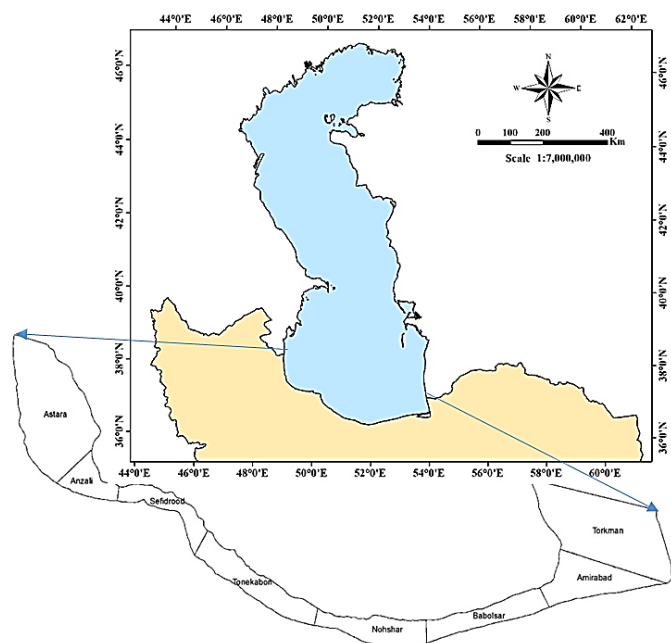 44°0'E 46°0'E 48°0'E 50°0'E 52°0'E 54°0'E 56°0'E 58°0'E 60°0'E 62°0'E
46°0'N
44°0'N
42°0'N
40°0'N
38°0'N
36°0'N
N
W E
S
0 100 200 400
Km
Scale 1:7,000,000
46°0'N
44°0'N
42°0'N
40°0'N
38°0'N
36°0'N
44°0'E 46°0'E 48°0'E 50°0'E 52°0'E 54°0'E 56°0'E 58°0'E 60°0'E
Astara
Anzali
Sefidrood
Tonekabon
Nohshar
Babolsar
Amirabad
Torkman